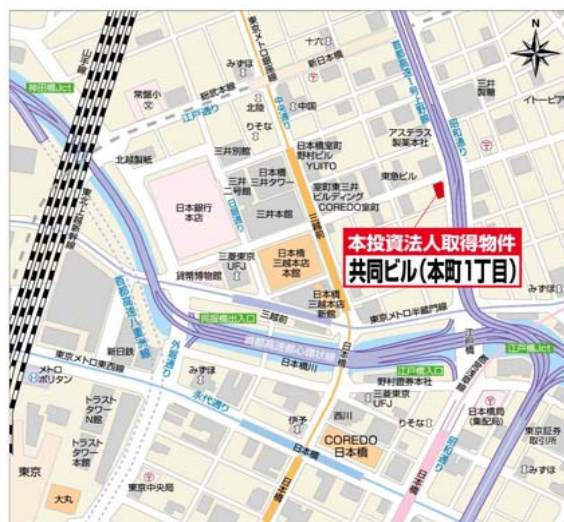 N
十六
みずほ
新日本橋
総武本線
山手線
神田橋Jct
常盤小
江戸通り
北陸
中国
中央通り
東京メトロ銀座線
りそな
首都高速1号上野線
昭和通り
三井製糖
イトーピア
アステラス
製薬本社
三井別館
日本橋室町
野村ビル
YUITO
北越製紙
日本橋
三井タワー
三井
二号館
東急ビル
室町東三井
ビルディング
COREDO室町
日本銀行
本店
日銀通り
三井本館
三越前
本投資法人取得物件
共同ビル(本町1丁目)
三菱東京
UFJ
日本橋
三越本店
本館
貨幣博物館
日本橋
三越本店
新館
みずほ
東京メトロ半蔵門線
呉服橋出入口
三越前
首都高速八重洲線
首都高速都心環状線
日本橋川
日本橋
江戸橋
江戸橋Jct
江戸橋入口
東京メトロ東西線
新日鉄
外堀通り
みずほ
野村證券本社
メトロ
ポリタン
永代通り
三菱東京
UFJ
西川
伊予
りそな
日本橋局
(集配局)
トラスト
タワー
N館
COREDO
日本橋
昭和通り
東京証券
取引所
トラスト
タワー
本館
日本橋
みずほ
東京
東京中央局
大丸
日本橋
日本橋